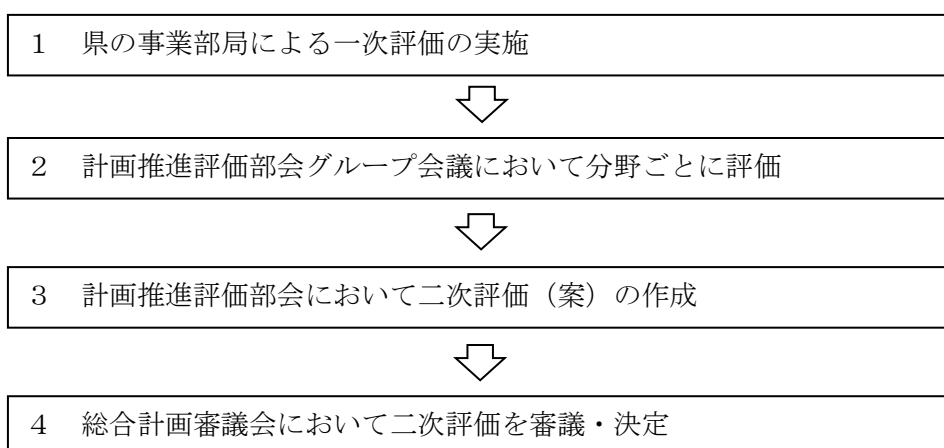 １　県の事業部局による一次評価の実施
２　計画推進評価部会グループ会議において分野ごとに評価
３　計画推進評価部会において二次評価（案）の作成
４　総合計画審議会において二次評価を審議・決定